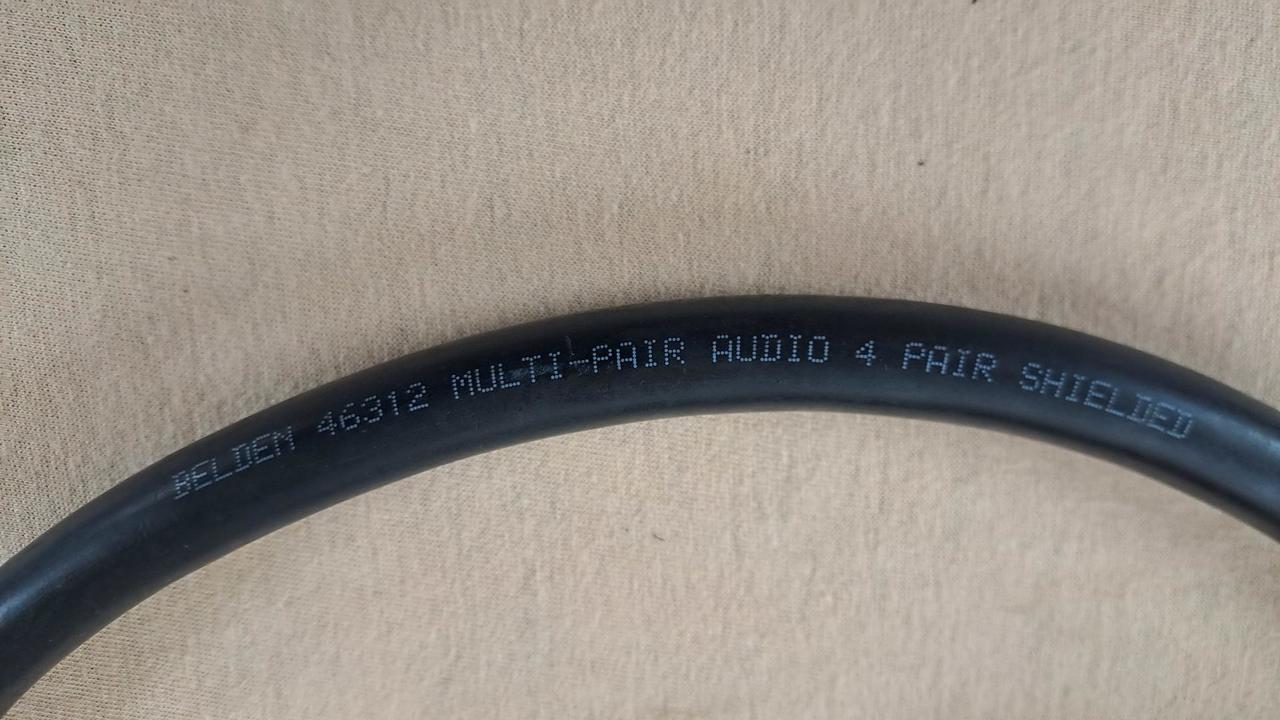 BELDEN 46312 MULTI-PAIR AUDIO 4 PAIR SHIELDED